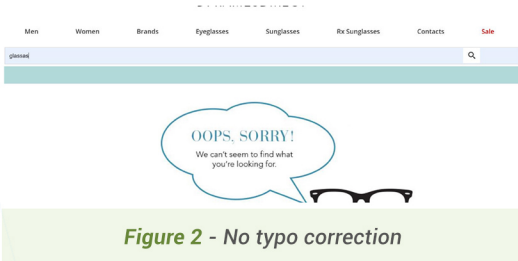 Men Women Brands Eyeglasses Sunglasses Rx Sunglasses Contacts Sale
glassas
OOPS, SORRY!
We can't seem to find what
you're looking for.
Figure 2 - No typo correction